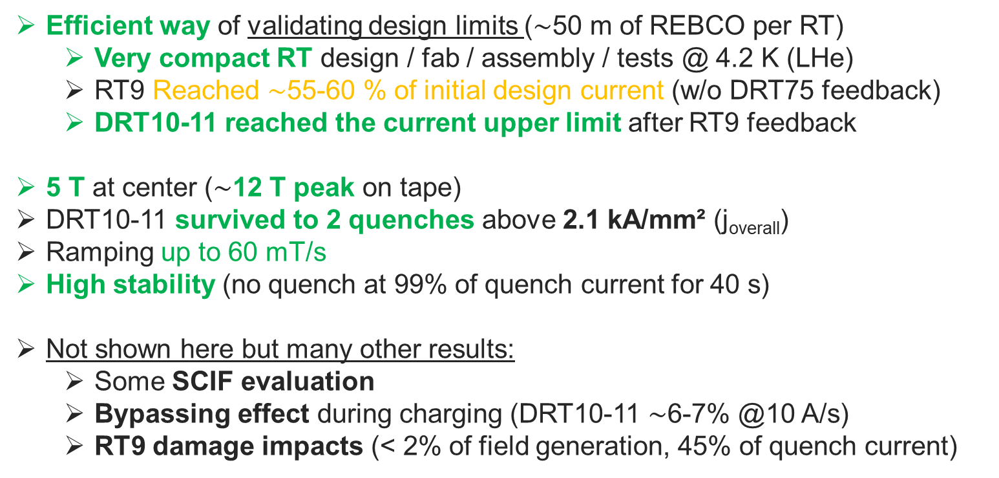 ➢ Efficient way of validating design limits (~50 m of REBCO per RT)
➢ Very compact RT design / fab / assembly / tests @ 4.2 K (LHe)
➢ RT9 Reached ~55-60 % of initial design current (w/o DRT75 feedback)
➢ DRT10-11 reached the current upper limit after RT9 feedback
➢ 5 T at center (~12 T peak on tape)
➢ DRT10-11 survived to 2 quenches above 2.1 kA/mm² (joverall)
➢ Ramping up to 60 mT/s
➢ High stability (no quench at 99% of quench current for 40 s)
➢ Not shown here but many other results:
➢ Some SCIF evaluation
➢ Bypassing effect during charging (DRT10-11 ~6-7% @10 A/s)
➢ RT9 damage impacts (< 2% of field generation, 45% of quench current)